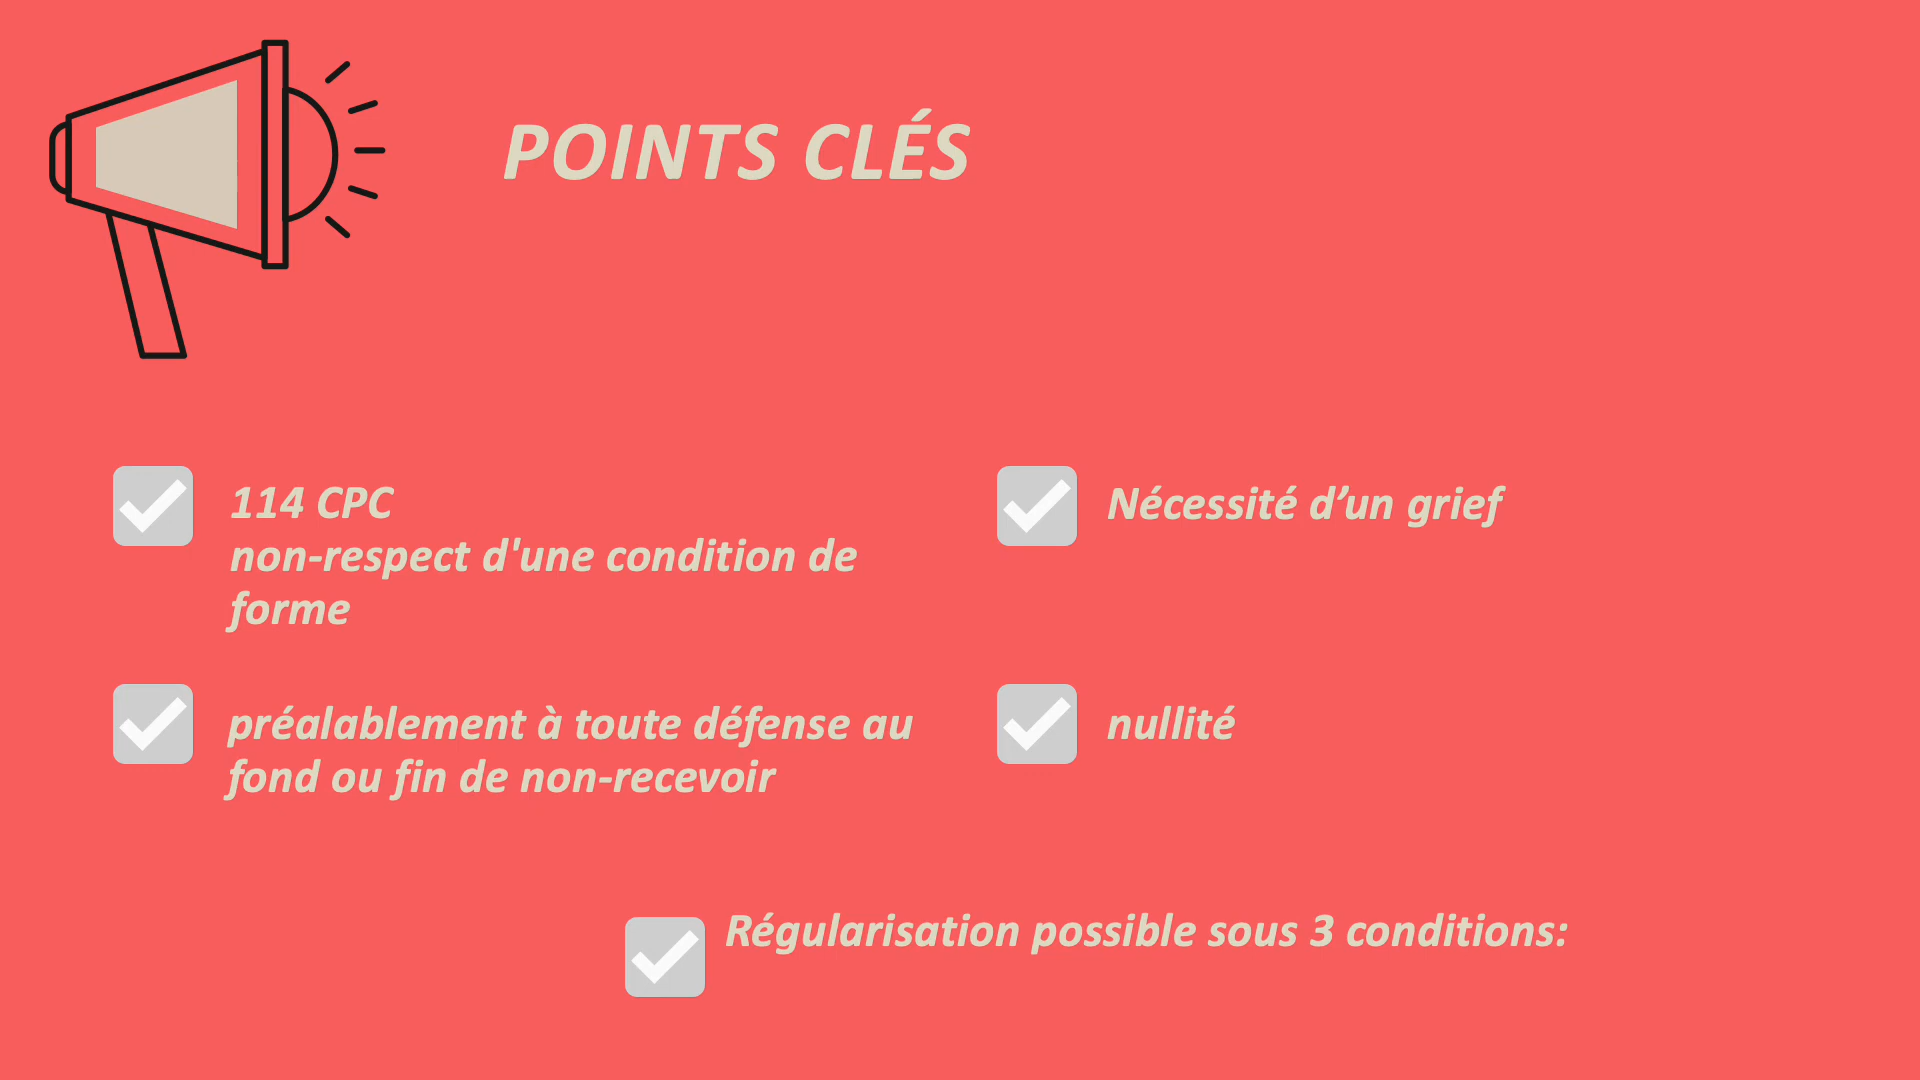 POINTS CLÉS
114 CPC
non-respect d'une condition de
forme
Nécessité d’un grief
préalablement à toute défense au
fond ou fin de non-recevoir
nullité
Régularisation possible sous 3 conditions: